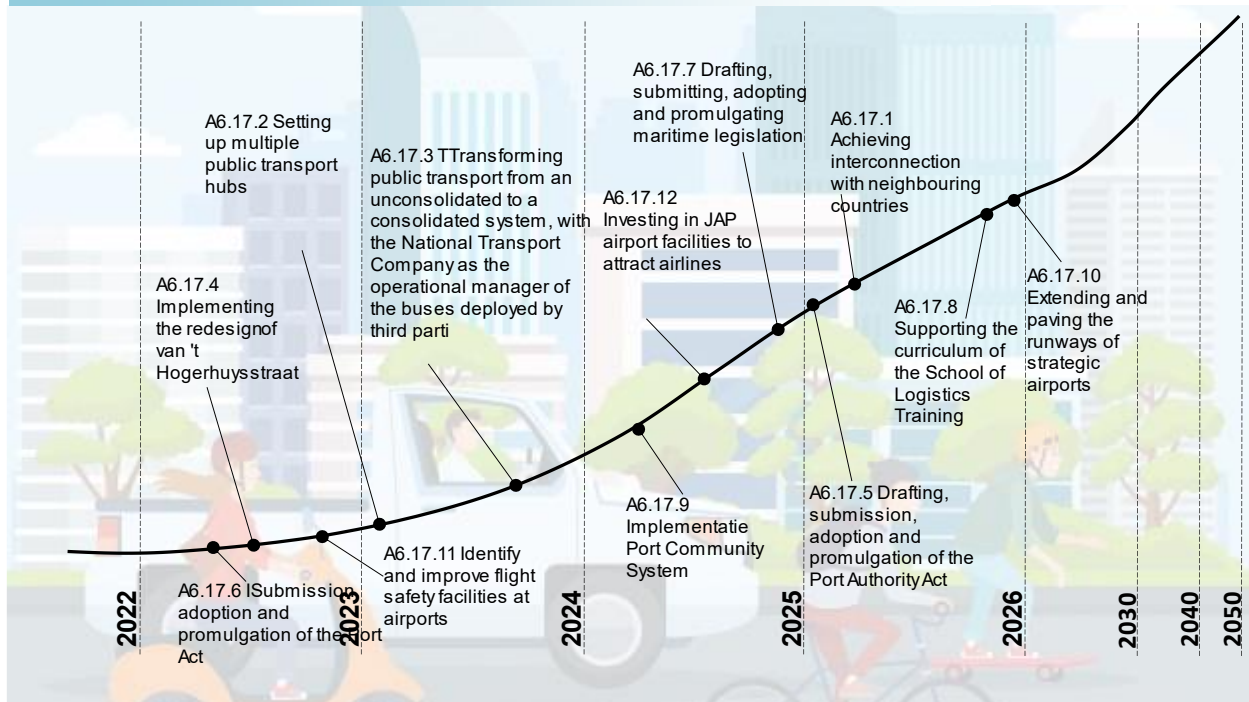 A6.17.7 Drafting,
submitting, adopting
and promulgating
maritime legislation
A6.17.2 Setting
up multiple
public transport
hubs
A6.17.1
Achieving
interconnection
with neighbouring
countries
A6.17.3 TTransforming
public transport from an
unconsolidated to a
consolidated system, with
the National Transport
Company as the
operational manager of
the buses deployed by
third parti
A6.17.12
Investing in JAP
airport facilities to
attract airlines
A6.17.4
Implementing
the redesignof
van 't
Hogerhuysstraat
A6.17.8
Supporting the
curriculum of
the School of
Logistics
Training
A6.17.10
Extending and
paving the
runways of
strategic
airports
A6.17.9
Implementatie
Port Community
System
A6.17.5 Drafting,
submission,
adoption and
promulgation of the
Port Authority Act
A6.17.11 Identify
and improve flight
safety facilities at
airports
A6.17.6 ISubmission,
adoption and
promulgation of the Port
Act
2022
2023
2024
2025
2026
2030
2040
2050